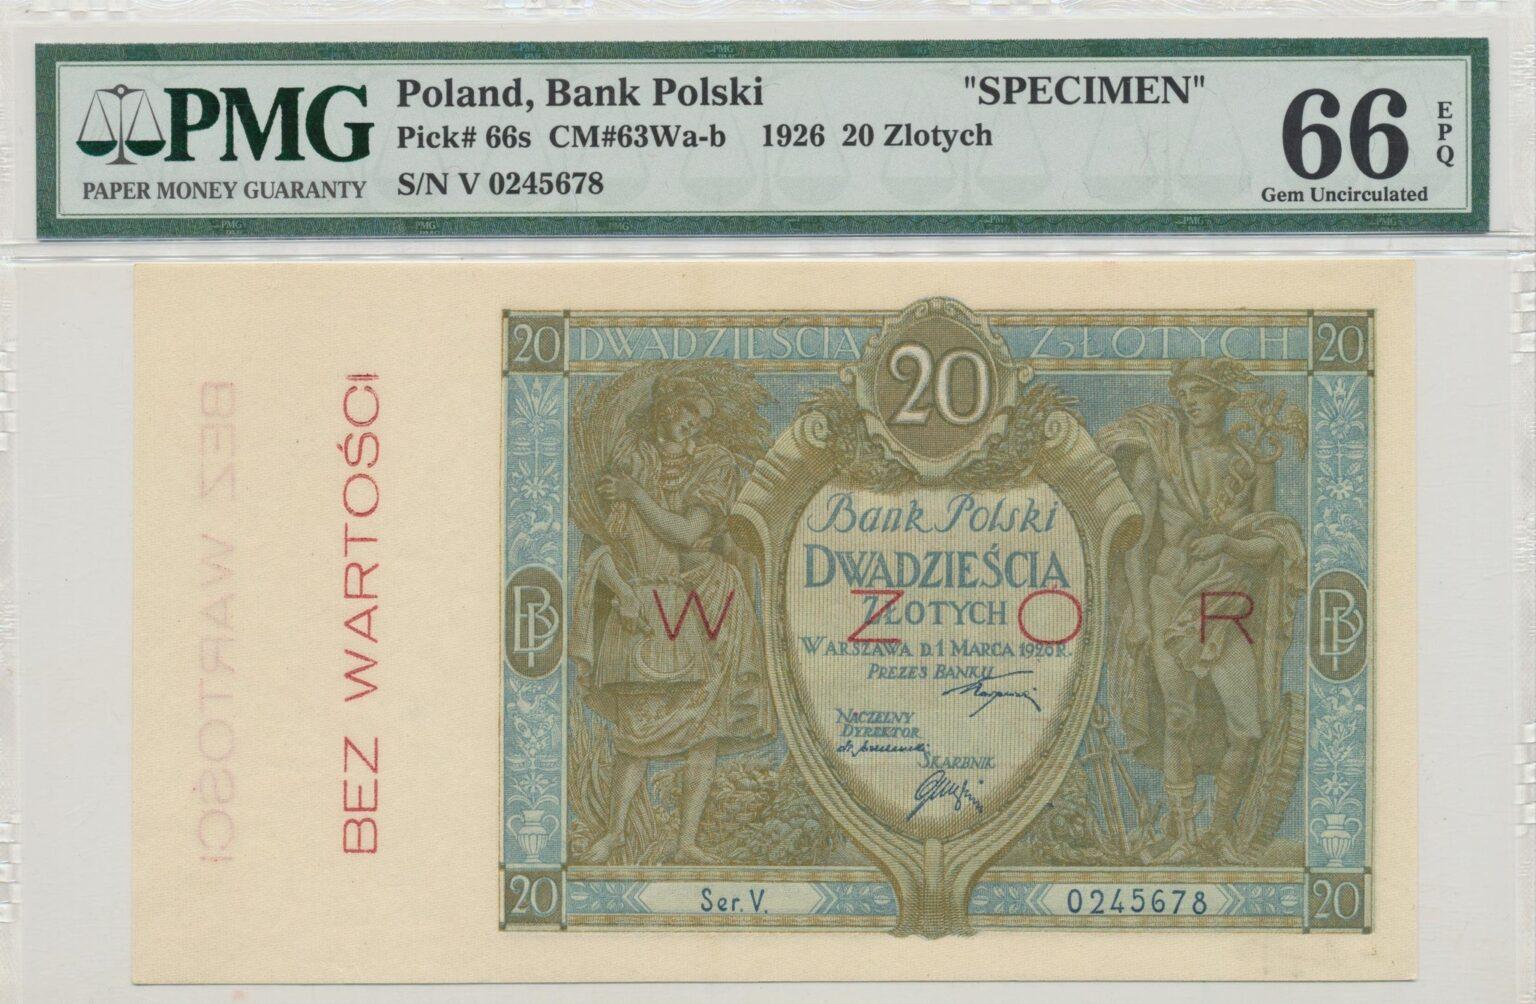 PMG
PAPER MONEY GUARANTY
Poland, Bank Polski "SPECIMEN"
Pick# 66s CM#63Wa-b 1926 20 Zlotych
S/N V 0245678
66
EPQ
Gem Uncirculated
BEZ WARTOŚCI
BEZ WARTOŚCI
20 DWADZIEŚCIA 20 ZŁOTYCH 20
Bank Polski
DWADZIEŚCIA
ZŁOTYCH
W Z O R
WARSZAWA D. 1 MARCA 1926 R.
PREZES BANKU
NACZELNY
DYREKTOR
SKARBNIK
BP BP
20 Ser. V. 0245678 20